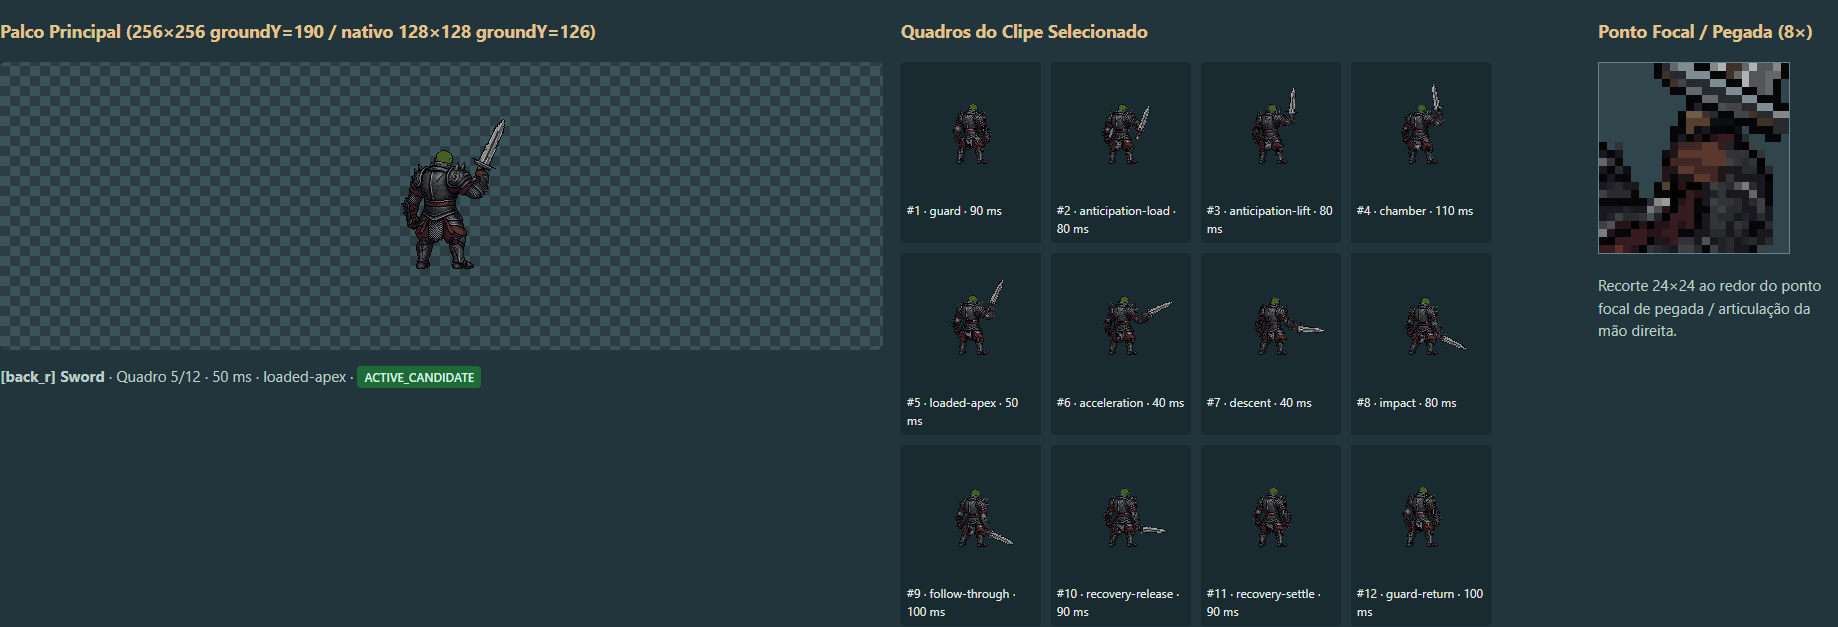 Palco Principal (256×256 groundY=190 / nativo 128×128 groundY=126)
[back_r] Sword · Quadro 5/12 · 50 ms · loaded-apex · ACTIVE_CANDIDATE
Quadros do Clipe Selecionado
#1 · guard · 90 ms
#2 · anticipation-load ·
80 ms
#3 · anticipation-lift · 80
ms
#4 · chamber · 110 ms
#5 · loaded-apex · 50
ms
#6 · acceleration · 40 ms
#7 · descent · 40 ms
#8 · impact · 80 ms
#9 · follow-through ·
100 ms
#10 · recovery-release ·
90 ms
#11 · recovery-settle ·
90 ms
#12 · guard-return · 100
ms
Ponto Focal / Pegada (8×)
Recorte 24×24 ao redor do ponto
focal de pegada / articulação da
mão direita.